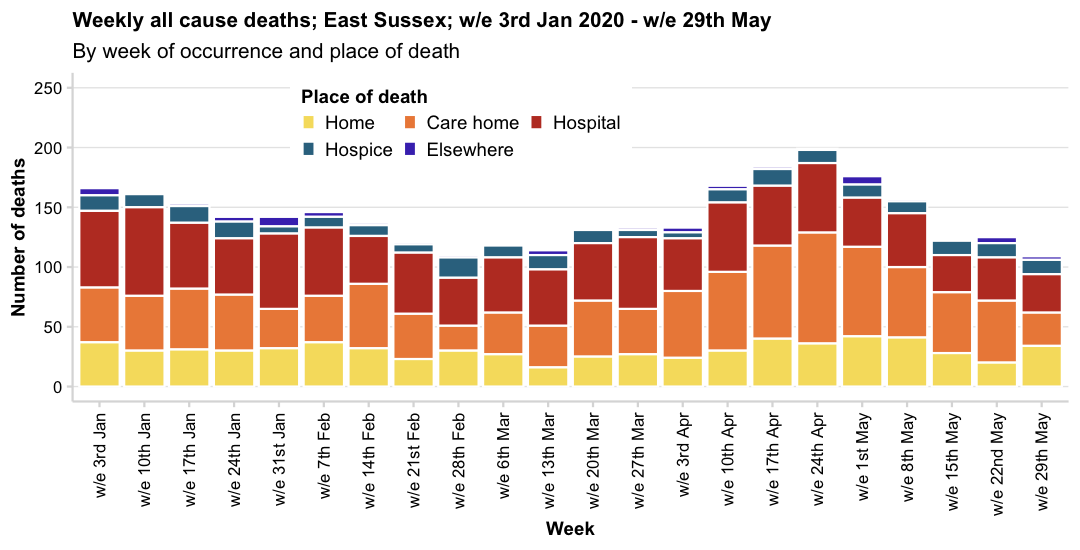 Weekly all cause deaths; East Sussex; w/e 3rd Jan 2020 - w/e 29th May
By week of occurrence and place of death
Number of deaths
250
200
150
100
50
0
Place of death
Home
Care home
Hospital
Hospice
Elsewhere
w/e 3rd Jan
w/e 10th Jan
w/e 17th Jan
w/e 24th Jan
w/e 31st Jan
w/e 7th Feb
w/e 14th Feb
w/e 21st Feb
w/e 28th Feb
w/e 6th Mar
w/e 13th Mar
w/e 20th Mar
w/e 27th Mar
w/e 3rd Apr
w/e 10th Apr
w/e 17th Apr
w/e 24th Apr
w/e 1st May
w/e 8th May
w/e 15th May
w/e 22nd May
w/e 29th May
Week